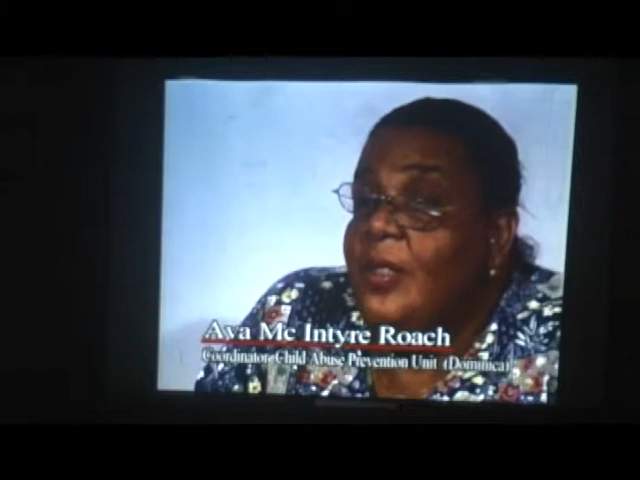 Ava Mc Intyre Roach
Coordinator, Child Abuse Prevention Unit (Dominica)